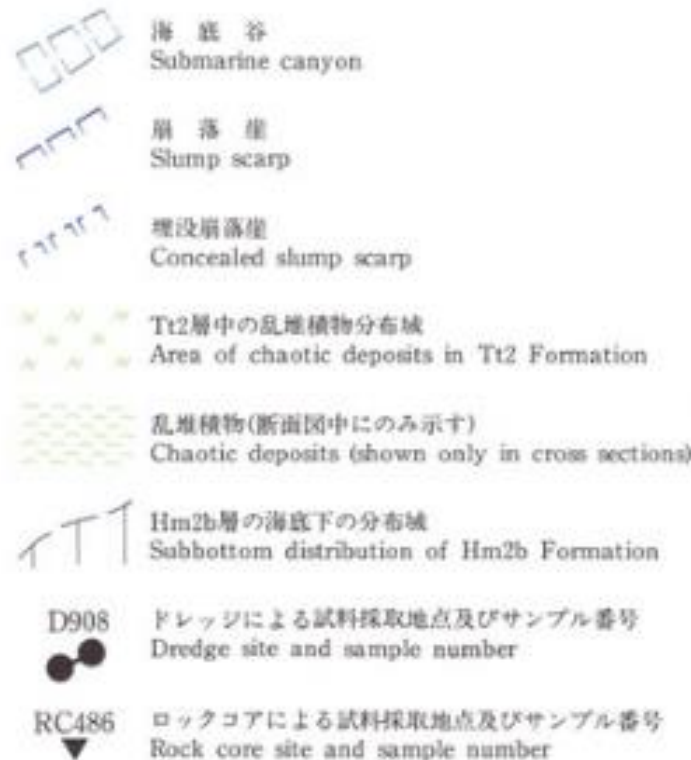 海 底 谷
Submarine canyon
崩 落 崖
Slump scarp
埋没崩落崖
Concealed slump scarp
Tt2層中の乱堆積物分布域
Area of chaotic deposits in Tt2 Formation
乱堆積物(断面図中にのみ示す)
Chaotic deposits (shown only in cross sections)
Hm2b層の海底下の分布域
Subbottom distribution of Hm2b Formation
D908
ドレッジによる試料採取地点及びサンプル番号
Dredge site and sample number
RC486
ロックコアによる試料採取地点及びサンプル番号
Rock core site and sample number